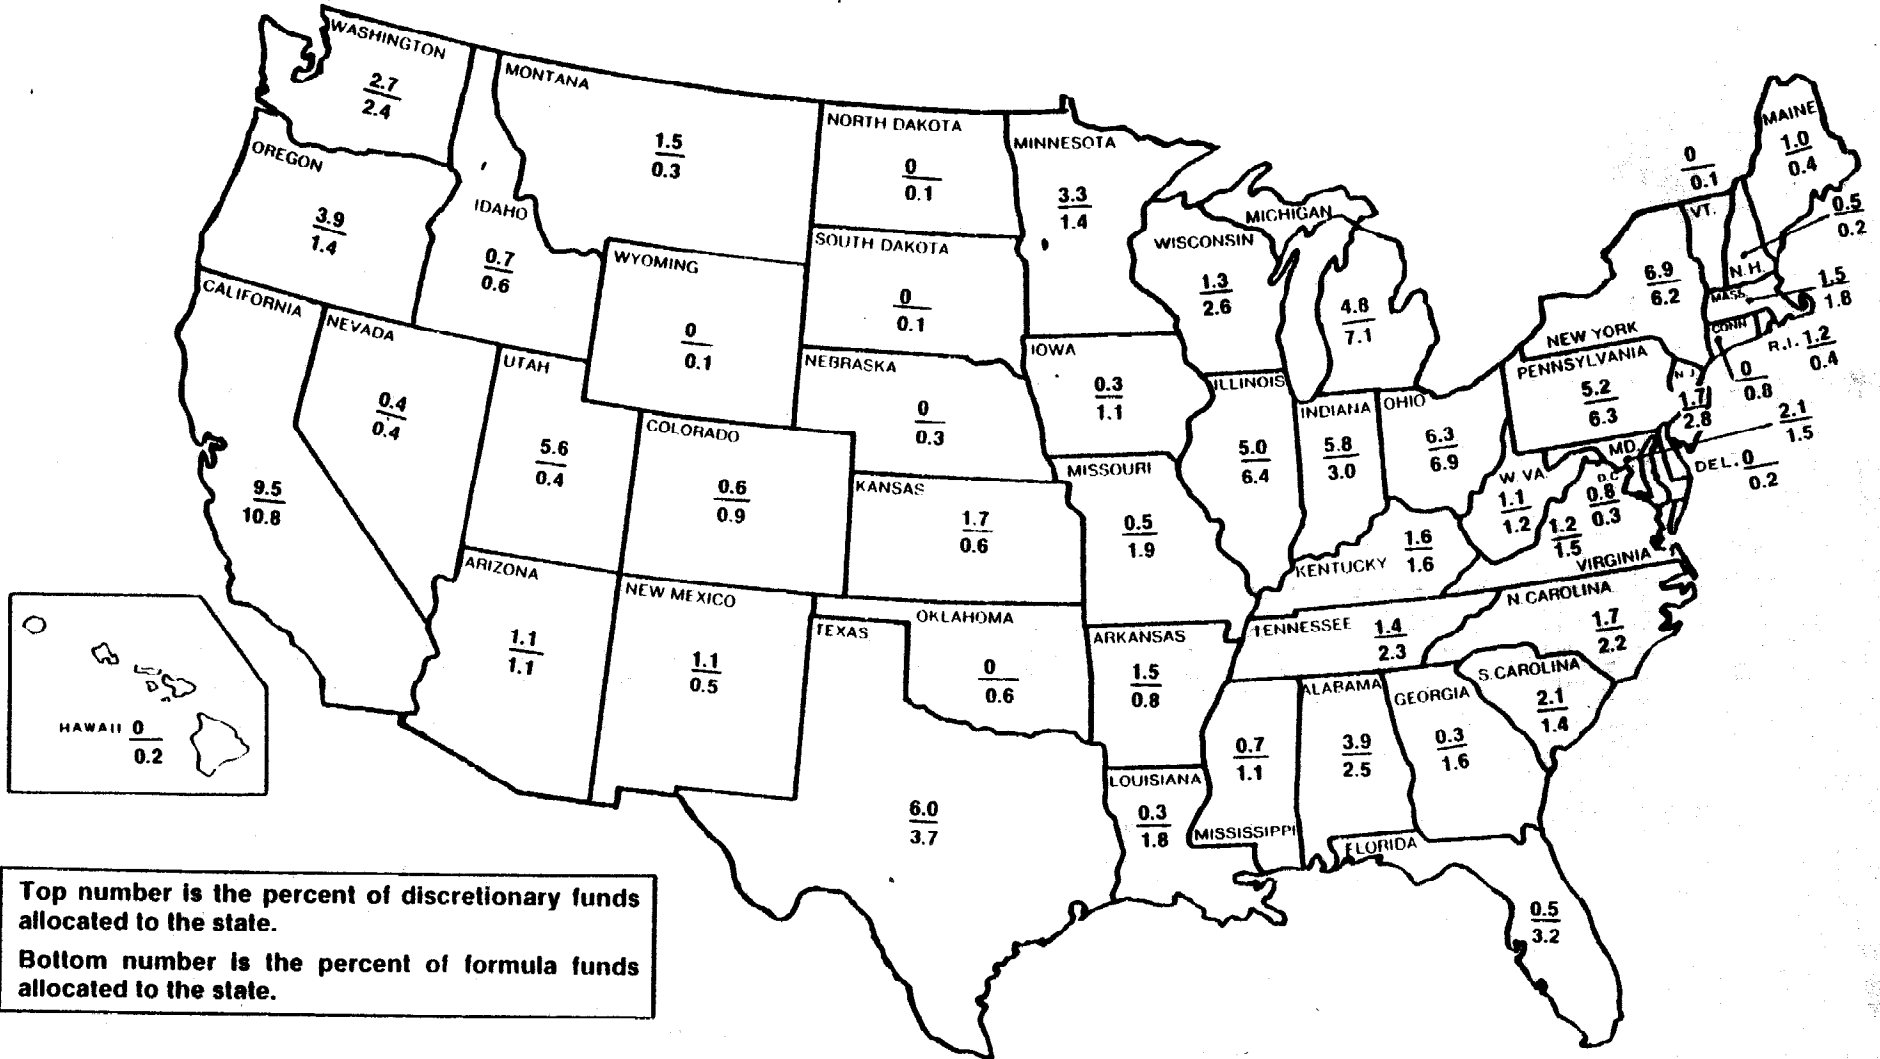 WASHINGTON
2.7
2.4
MONTANA
1.5
0.3
NORTH DAKOTA
0
0.1
MINNESOTA
3.3
1.4
OREGON
3.9
1.4
IDAHO
0.7
0.6
WYOMING
0
0.1
SOUTH DAKOTA
0
0.1
WISCONSIN
1.3
2.6
MICHIGAN
4.8
7.1
MAINE
1.0
0.4
0
0.1
VT.
0.5
0.2
N.H.
NEW YORK
6.9
6.2
MASS.
1.5
1.8
CONN
0
0.8
R.I.
1.2
0.4
CALIFORNIA
9.5
10.8
NEVADA
0.4
0.4
UTAH
5.6
0.4
COLORADO
0.6
0.9
NEBRASKA
0
0.3
KANSAS
1.7
0.6
IOWA
0.3
1.1
MISSOURI
0.5
1.9
ILLINOIS
5.0
6.4
INDIANA
5.8
3.0
OHIO
6.3
6.9
PENNSYLVANIA
5.2
6.3
N.J.
1.7
2.8
MD.
2.1
1.5
DEL.
0
0.2
D.C.
0.8
0.3
W. VA.
1.1
1.2
1.2
1.5
VIRGINIA
KENTUCKY
1.6
1.6
ARIZONA
1.1
1.1
NEW MEXICO
1.1
0.5
TEXAS
6.0
3.7
OKLAHOMA
0
0.6
ARKANSAS
1.5
0.8
TENNESSEE
1.4
2.3
N. CAROLINA
1.7
2.2
S. CAROLINA
2.1
1.4
GEORGIA
0.3
1.6
ALABAMA
3.9
2.5
0.7
1.1
MISSISSIPPI
LOUISIANA
0.3
1.8
FLORIDA
0.5
3.2
HAWAII
0
0.2
Top number is the percent of discretionary funds
allocated to the state.
Bottom number is the percent of formula funds
allocated to the state.